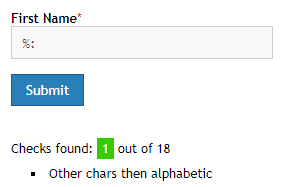 First Name*
%:
Submit
Checks found: 1 out of 18
Other chars then alphabetic